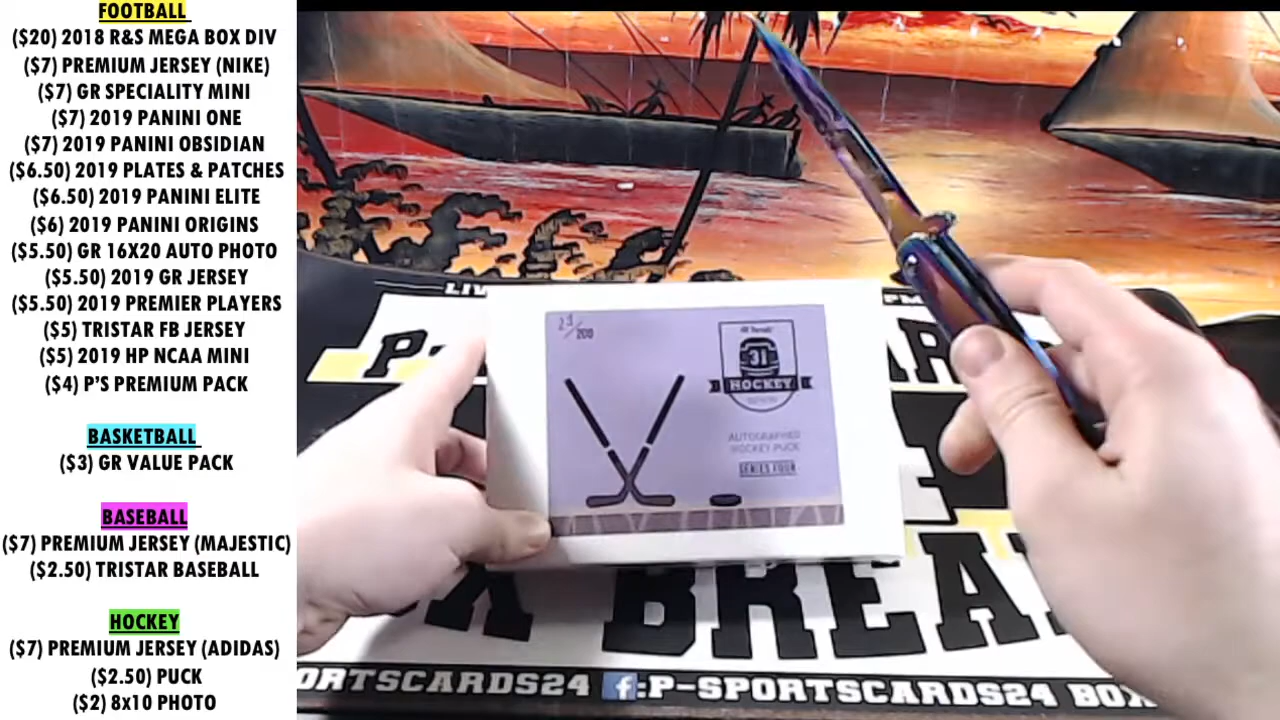 FOOTBALL
($20) 2018 R&S MEGA BOX DIV
($7) PREMIUM JERSEY (NIKE)
($7) GR SPECIALITY MINI
($7) 2019 PANINI ONE
($7) 2019 PANINI OBSIDIAN
($6.50) 2019 PLATES & PATCHES
($6.50) 2019 PANINI ELITE
($6) 2019 PANINI ORIGINS
($5.50) GR 16X20 AUTO PHOTO
($5.50) 2019 GR JERSEY
($5.50) 2019 PREMIER PLAYERS
($5) TRISTAR FB JERSEY
($5) 2019 HP NCAA MINI
($4) P'S PREMIUM PACK
BASKETBALL
($3) GR VALUE PACK
BASEBALL
($7) PREMIUM JERSEY (MAJESTIC)
($2.50) TRISTAR BASEBALL
HOCKEY
($7) PREMIUM JERSEY (ADIDAS)
($2.50) PUCK
($2) 8x10 PHOTO
LIV
/200
31
HOCKEY
AUTOGRAPHED
HOCKEY PUCK
SERIES FOUR
BREA
ORTSCARDS24 f:P-SPORTSCARDS24 BOX